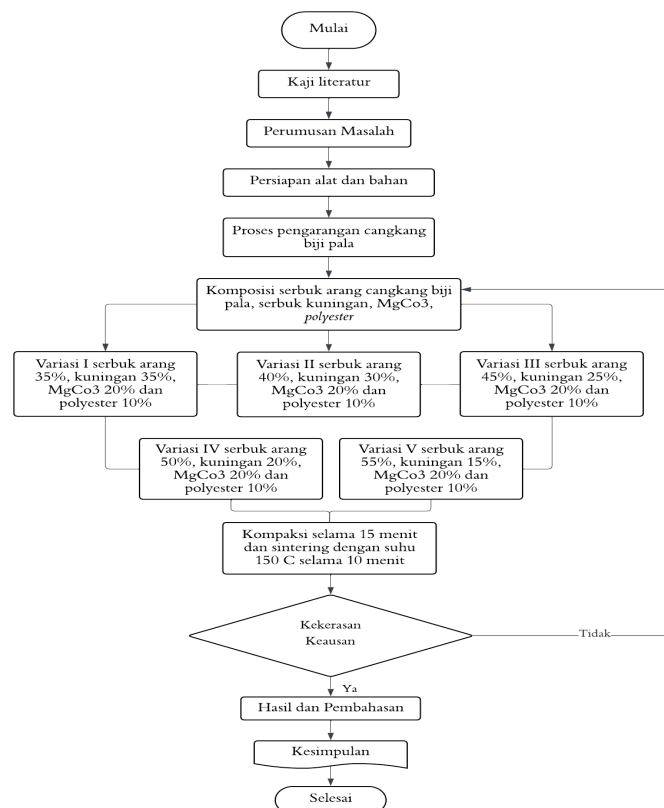 Mulai
Kaji literatur
Perumusan Masalah
Persiapan alat dan bahan
Proses pengarangan cangkang
biji pala
Komposisi serbuk arang cangkang biji
pala, serbuk kuningan, MgCo3,
polyester
Variasi I serbuk arang
35%, kuningan 35%,
MgCo3 20% dan
polyester 10%
Variasi II serbuk arang
40%, kuningan 30%,
MgCo3 20% dan
polyester 10%
Variasi III serbuk arang
45%, kuningan 25%,
MgCo3 20% dan
polyester 10%
Variasi IV serbuk arang
50%, kuningan 20%,
MgCo3 20% dan
polyester 10%
Variasi V serbuk arang
55%, kuningan 15%,
MgCo3 20% dan
polyester 10%
Kompaksi selama 15 menit
dan sintering dengan suhu
150 C selama 10 menit
Kekerasan
Keausan
Tidak
Ya
Hasil dan Pembahasan
Kesimpulan
Selesai